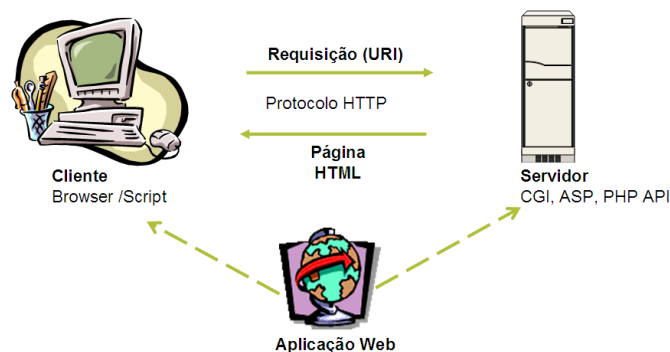 Requisição (URI)
Protocolo HTTP
Página
HTML
Cliente
Browser /Script
Servidor
CGI, ASP, PHP API
Aplicação Web